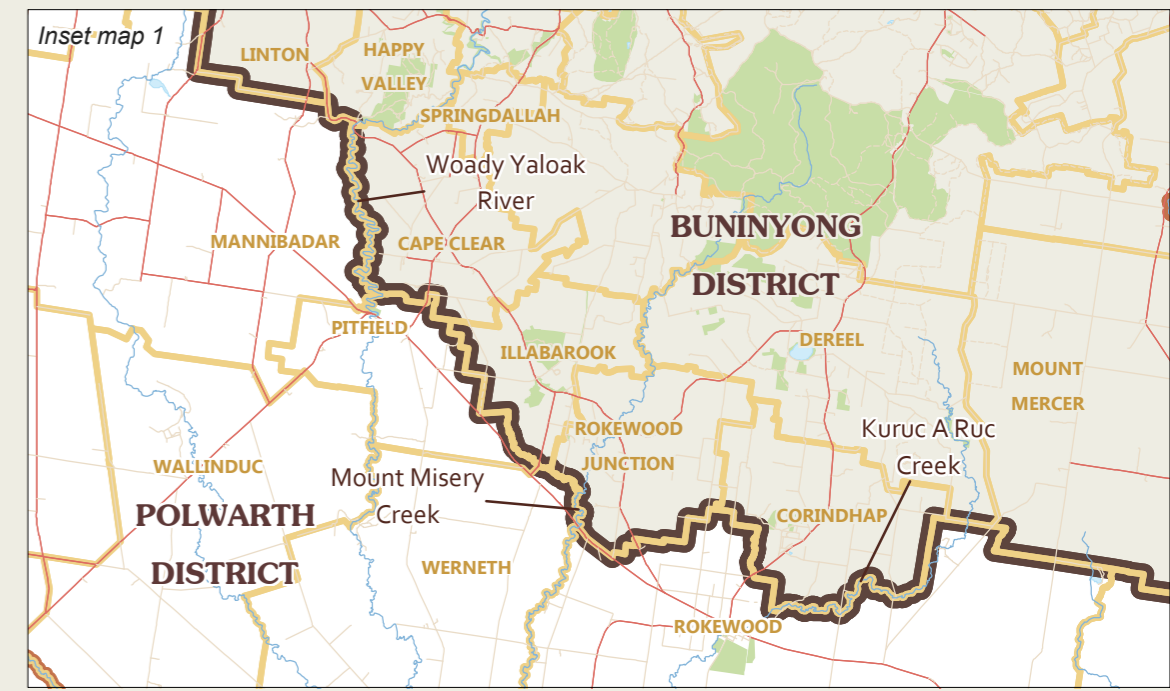 Inset map 1
LINTON
HAPPY
VALLEY
SPRINGDALLAH
Woady Yaloak
River
MANNIBADAR
CAPE CLEAR
BUNINYONG
DISTRICT
PITFIELD
ILLABAROOK
DEREEL
MOUNT
MERCER
ROKEWOOD
JUNCTION
Kuruc A Ruc
Creek
WALLINDUC
Mount Misery
Creek
POLWARTH
DISTRICT
CORINDHAP
WERNETH
ROKEWOOD